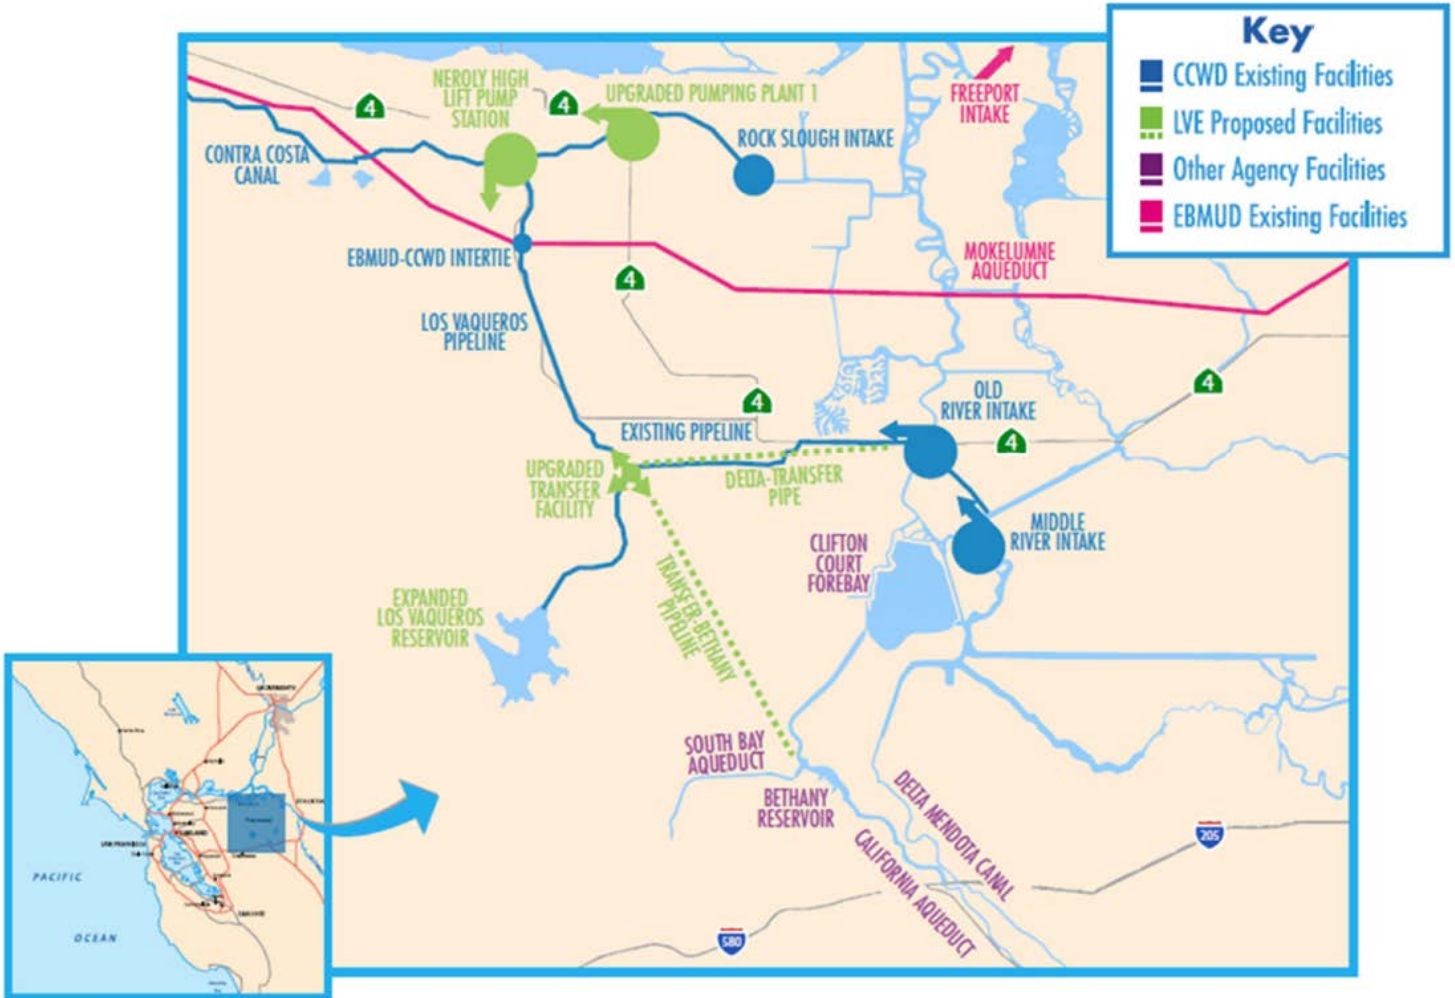 Key
CCWD Existing Facilities
LVE Proposed Facilities
Other Agency Facilities
EBMUD Existing Facilities
NEROLY HIGH
LIFT PUMP
STATION
4
4
UPGRADED PUMPING PLANT 1
FREEPORT
INTAKE
ROCK SLOUGH INTAKE
CONTRA COSTA
CANAL
EBMUD-CCWD INTERTIE
MOKELUMNE
AQUEDUCT
4
LOS VAQUEROS
PIPELINE
4
4
OLD
RIVER INTAKE
EXISTING PIPELINE
4
UPGRADED
TRANSFER
FACILITY
DELTA-TRANSFER
PIPE
MIDDLE
RIVER INTAKE
CLIFTON
COURT
FOREBAY
TRANSFER-BETHANY
PIPELINE
EXPANDED
LOS VAQUEROS
RESERVOIR
SOUTH BAY
AQUEDUCT
BETHANY
RESERVOIR
DELTA MENDOTA CANAL
CALIFORNIA AQUEDUCT
205
580
PACIFIC
OCEAN